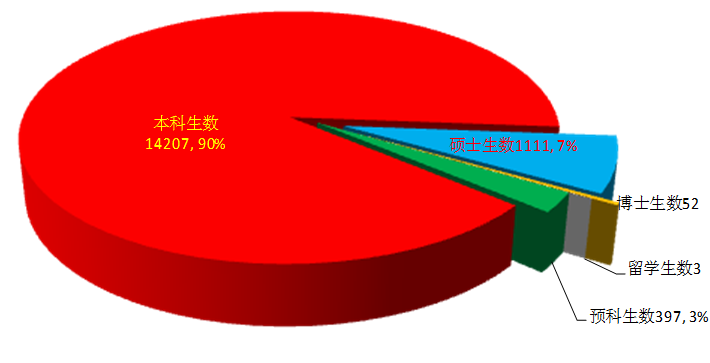 本科生数
14207, 90%
硕士生数1111, 7%
博士生数52
留学生数3
预科生数397, 3%